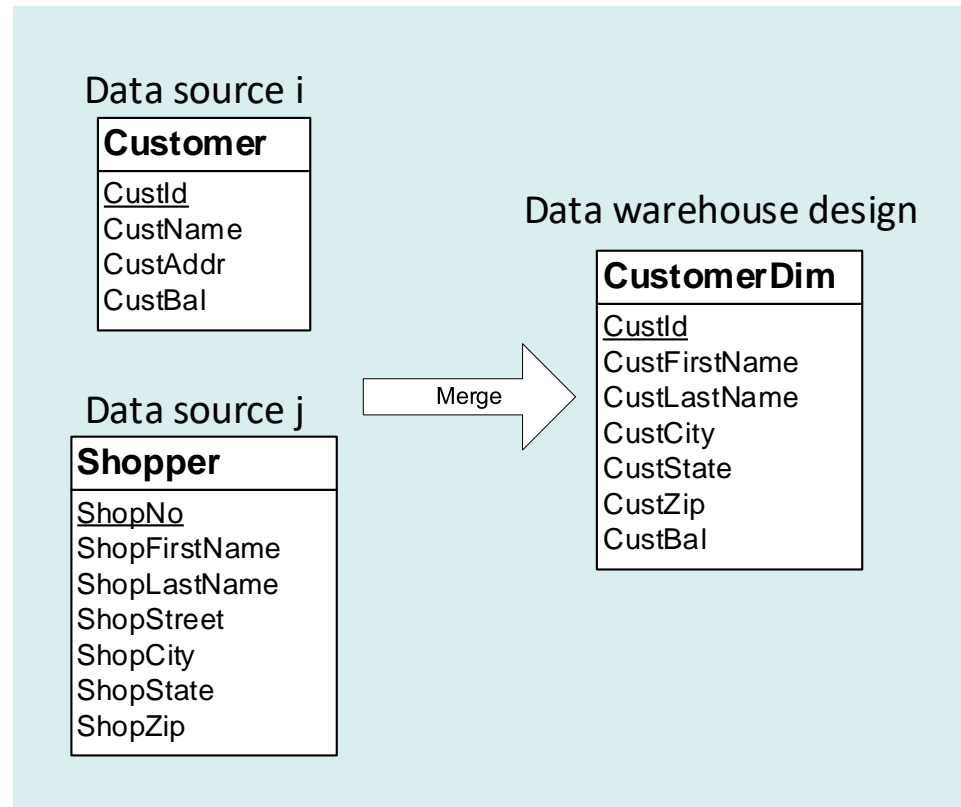 Data source i
Customer
CustId
CustName
CustAddr
CustBal
Data source j
Shopper
ShopNo
ShopFirstName
ShopLastName
ShopStreet
ShopCity
ShopState
ShopZip
Merge
Data warehouse design
CustomerDim
CustId
CustFirstName
CustLastName
CustCity
CustState
CustZip
CustBal